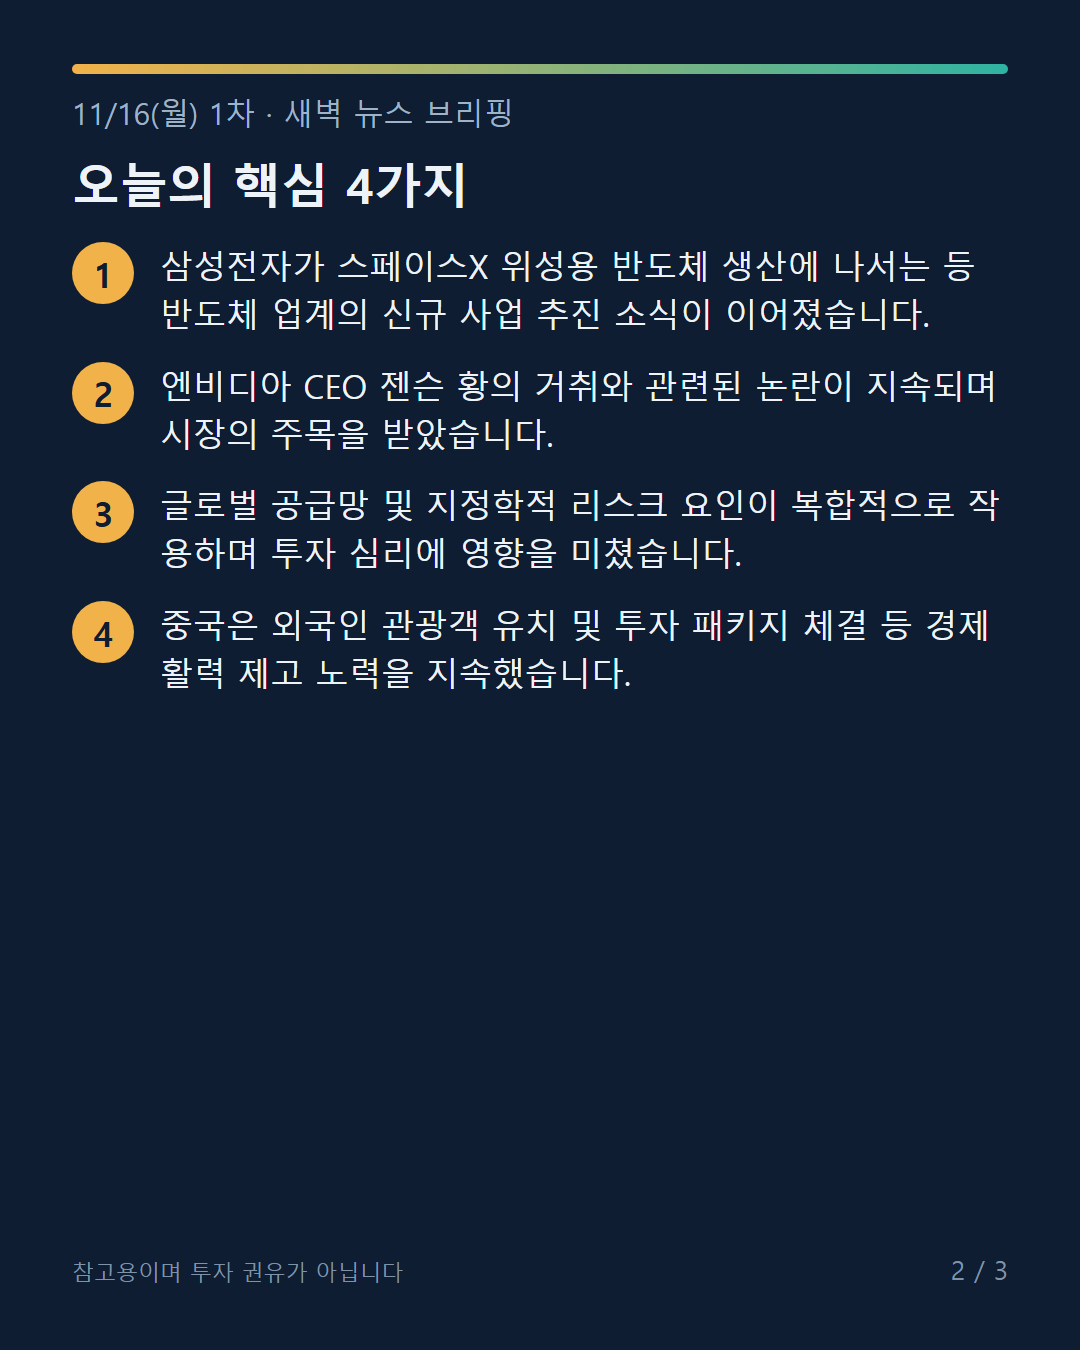 11/16(월) 1차 · 새벽 뉴스 브리핑
오늘의 핵심 4가지
1 삼성전자가 스페이스X 위성용 반도체 생산에 나서는 등
반도체 업계의 신규 사업 추진 소식이 이어졌습니다.
2 엔비디아 CEO 젠슨 황의 거취와 관련된 논란이 지속되며
시장의 주목을 받았습니다.
3 글로벌 공급망 및 지정학적 리스크 요인이 복합적으로 작
용하며 투자 심리에 영향을 미쳤습니다.
4 중국은 외국인 관광객 유치 및 투자 패키지 체결 등 경제
활력 제고 노력을 지속했습니다.
참고용이며 투자 권유가 아닙니다
2 / 3